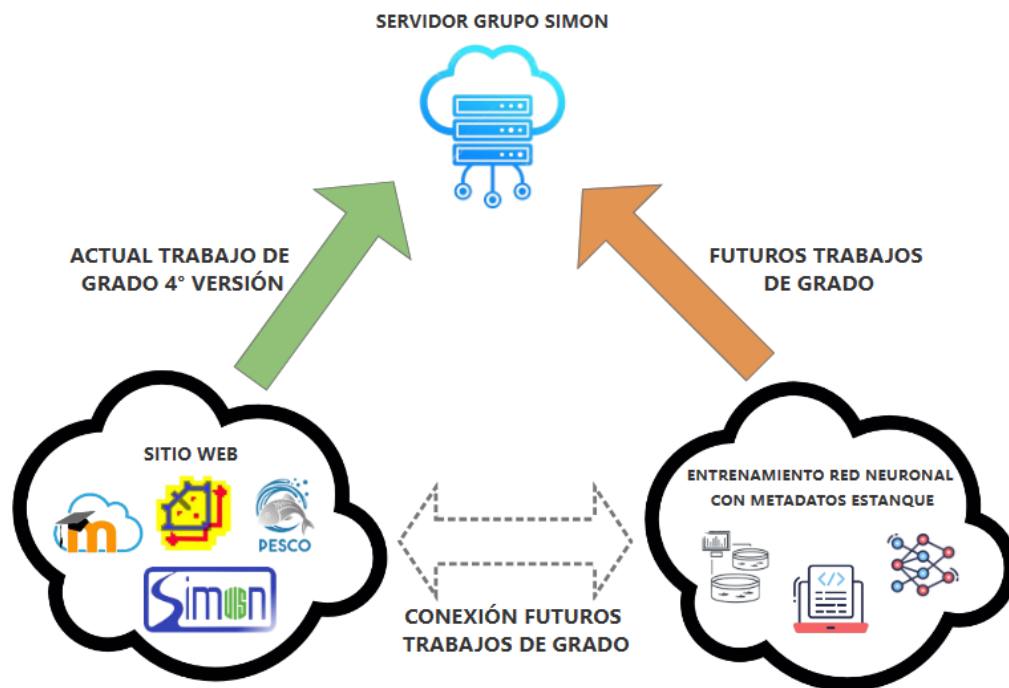 SERVIDOR GRUPO SIMON
ACTUAL TRABAJO DE
GRADO 4° VERSIÓN
FUTUROS TRABAJOS
DE GRADO
SITIO WEB
m
PESCO
Simon
UIS
ENTRENAMIENTO RED NEURONAL
CON METADATOS ESTANQUE
</>
CONEXIÓN FUTUROS
TRABAJOS DE GRADO